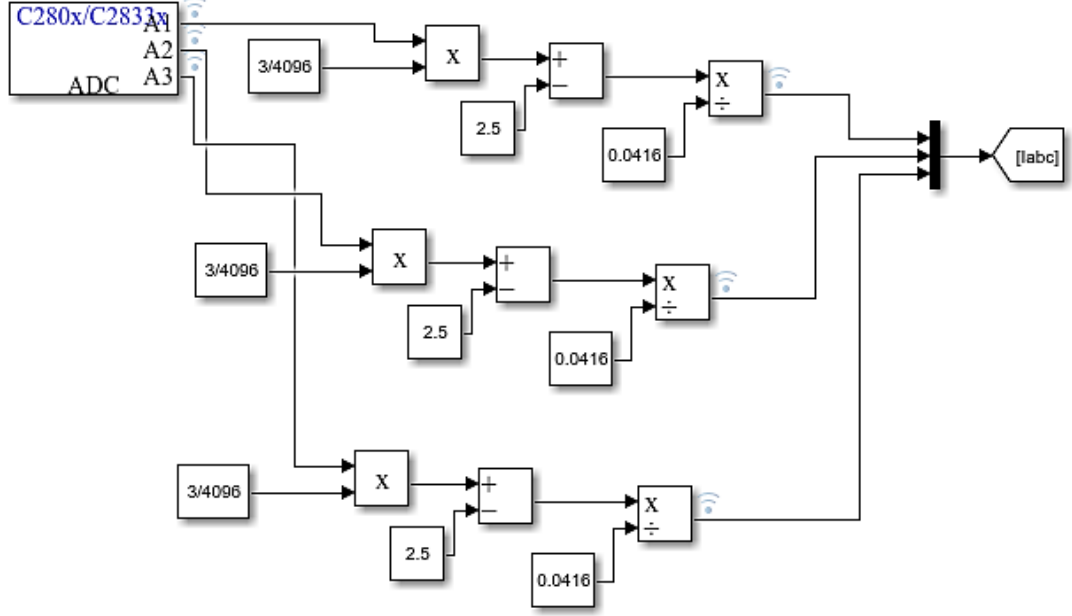 C280x/C2833x
A1
A2
A3
ADC
3/4096
x
+
−
2.5
x
÷
0.0416
[Iabc]
3/4096
x
+
−
2.5
x
÷
0.0416
3/4096
x
+
−
2.5
x
÷
0.0416